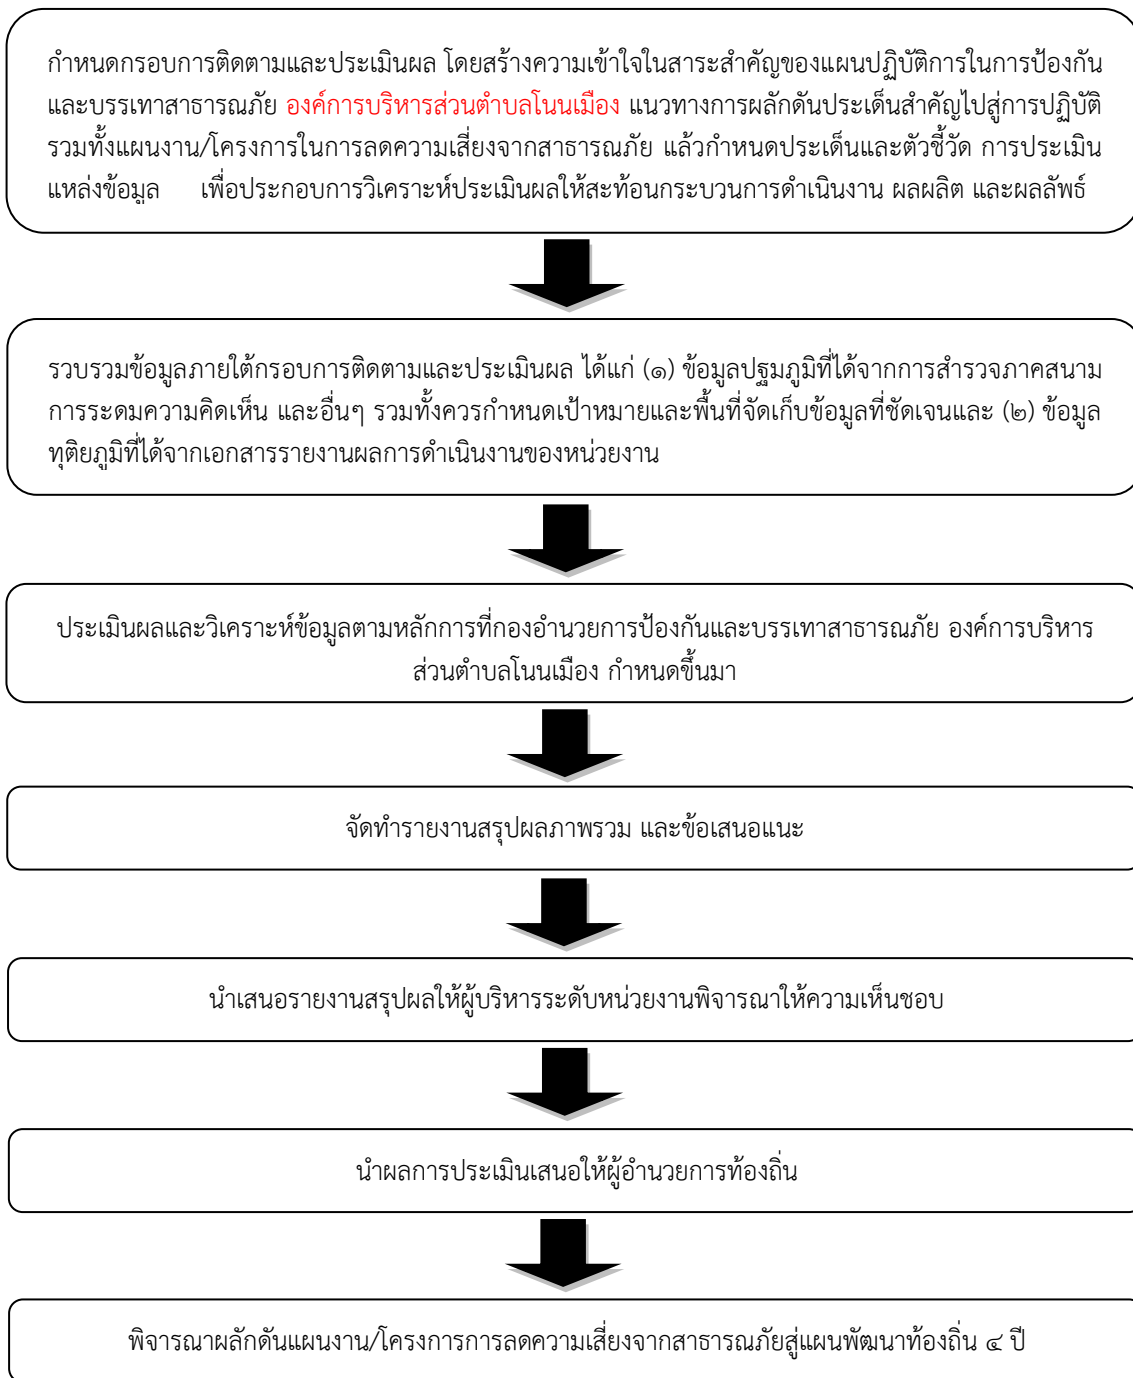 กำหนดกรอบการติดตามและประเมินผล โดยสร้างความเข้าใจในสาระสำคัญของแผนปฏิบัติการในการป้องกัน
และบรรเทาสาธารณภัย องค์การบริหารส่วนตำบลโนนเมือง แนวทางการผลักดันประเด็นสำคัญไปสู่การปฏิบัติ
รวมทั้งแผนงาน/โครงการในการลดความเสี่ยงจากสาธารณภัย แล้วกำหนดประเด็นและตัวชี้วัด การประเมิน
แหล่งข้อมูล เพื่อประกอบการวิเคราะห์ประเมินผลให้สะท้อนกระบวนการดำเนินงาน ผลผลิต และผลลัพธ์
รวบรวมข้อมูลภายใต้กรอบการติดตามและประเมินผล ได้แก่ (๑) ข้อมูลปฐมภูมิที่ได้จากการสำรวจภาคสนาม
การระดมความคิดเห็น และอื่นๆ รวมทั้งควรกำหนดเป้าหมายและพื้นที่จัดเก็บข้อมูลที่ชัดเจนและ (๒) ข้อมูล
ทุติยภูมิที่ได้จากเอกสารรายงานผลการดำเนินงานของหน่วยงาน
ประเมินผลและวิเคราะห์ข้อมูลตามหลักการที่กองอำนวยการป้องกันและบรรเทาสาธารณภัย องค์การบริหาร
ส่วนตำบลโนนเมือง กำหนดขึ้นมา
จัดทำรายงานสรุปผลภาพรวม และข้อเสนอแนะ
นำเสนอรายงานสรุปผลให้ผู้บริหารระดับหน่วยงานพิจารณาให้ความเห็นชอบ
นำผลการประเมินเสนอให้ผู้อำนวยการท้องถิ่น
พิจารณาผลักดันแผนงาน/โครงการการลดความเสี่ยงจากสาธารณภัยสู่แผนพัฒนาท้องถิ่น ๔ ปี